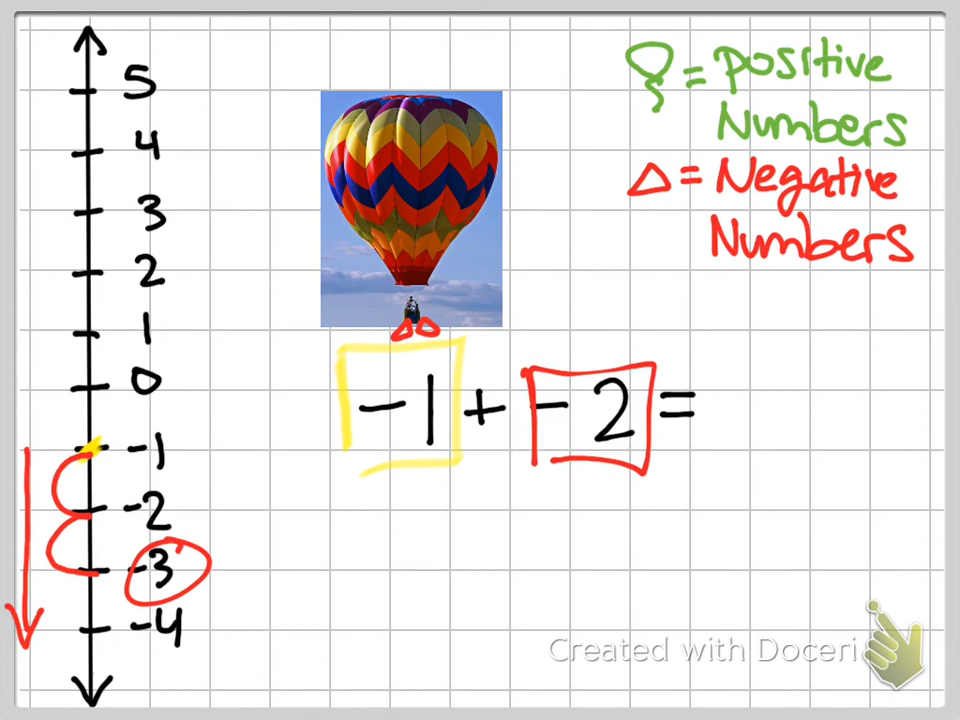 5
4
3
2
1
0
-1
-2
-3
-4
= Positive
Numbers
Δ = Negative
Numbers
-1 + -2 =
Created with Doceri